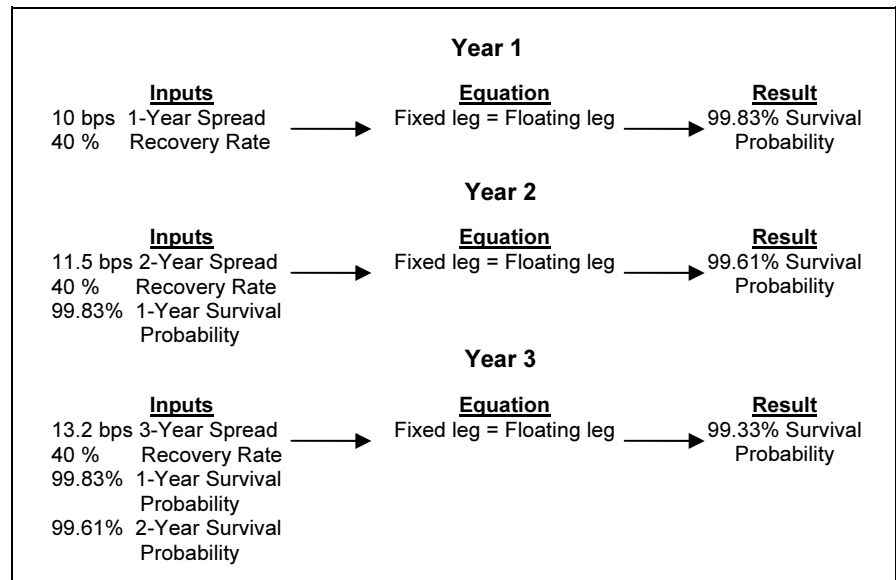 Year 1
Inputs Equation Result
10 bps 1-Year Spread Fixed leg = Floating leg 99.83% Survival
40 % Recovery Rate Probability
Year 2
Inputs Equation Result
11.5 bps 2-Year Spread Fixed leg = Floating leg 99.61% Survival
40 % Recovery Rate Probability
99.83% 1-Year Survival
Probability
Year 3
Inputs Equation Result
13.2 bps 3-Year Spread Fixed leg = Floating leg 99.33% Survival
40 % Recovery Rate Probability
99.83% 1-Year Survival
Probability
99.61% 2-Year Survival
Probability